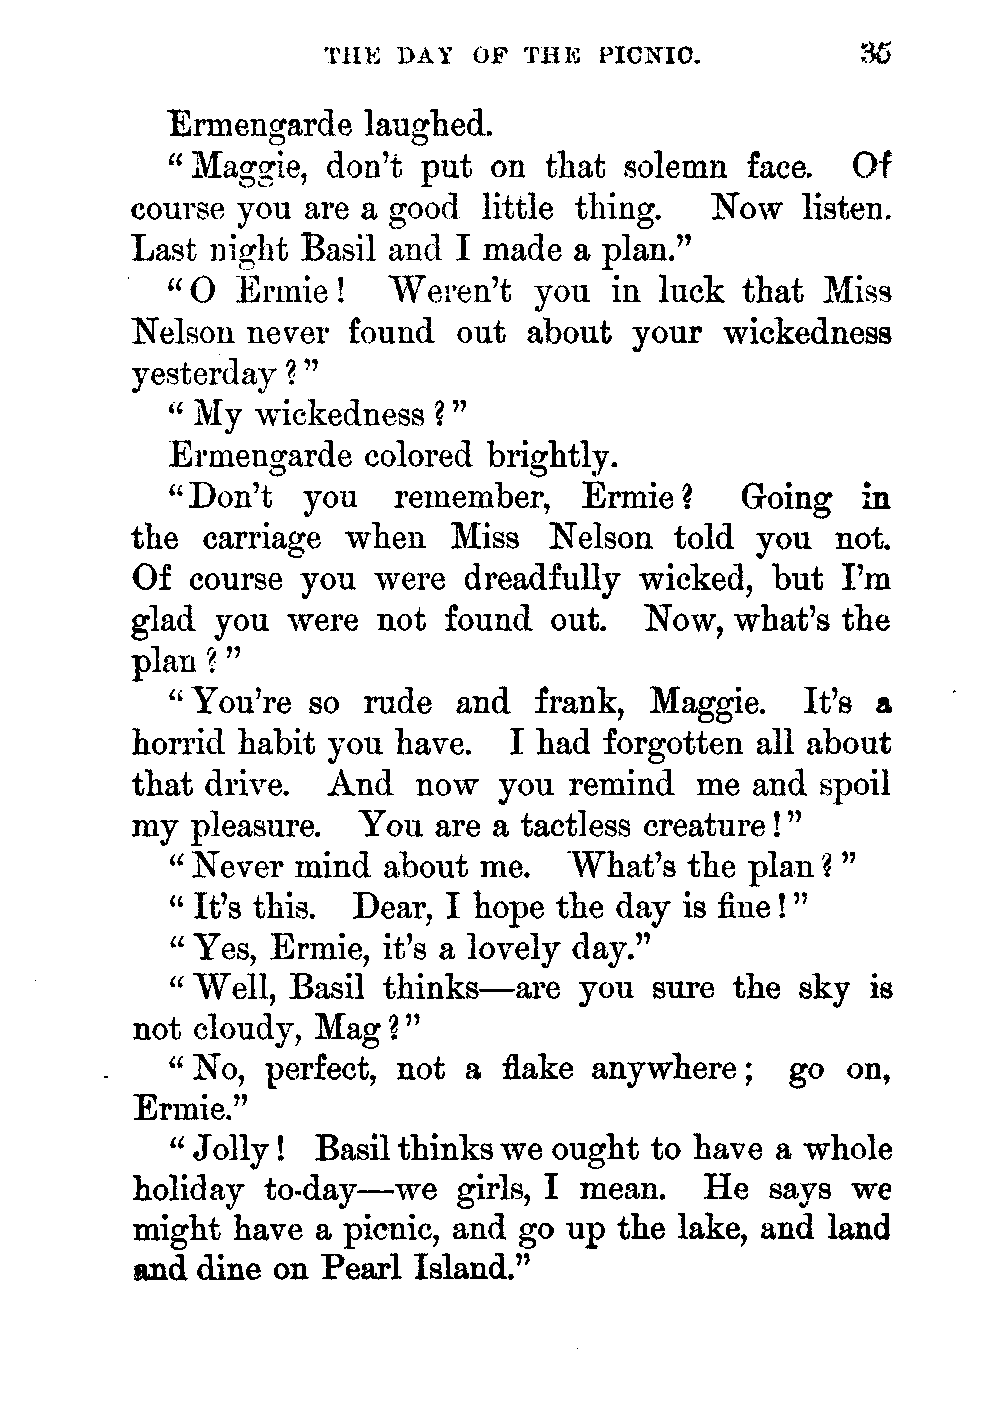 THE DAY OF THE PICNIC. 35
Ermengarde laughed.
"Maggie, don't put on that solemn face. Of
course you are a good little thing. Now listen.
Last night Basil and I made a plan."
"O Ermie! Weren't you in luck that Miss
Nelson never found out about your wickedness
yesterday?"
"My wickedness?"
Ermengarde colored brightly.
"Don't you remember, Ermie? Going in
the carriage when Miss Nelson told you not.
Of course you were dreadfully wicked, but I'm
glad you were not found out. Now, what's the
plan?"
"You're so rude and frank, Maggie. It's a
horrid habit you have. I had forgotten all about
that drive. And now you remind me and spoil
my pleasure. You are a tactless creature!"
"Never mind about me. What's the plan?"
"It's this. Dear, I hope the day is fine!"
"Yes, Ermie, it's a lovely day."
"Well, Basil thinks—are you sure the sky is
not cloudy, Mag?"
"No, perfect, not a flake anywhere; go on,
Ermie."
"Jolly! Basil thinks we ought to have a whole
holiday to-day—we girls, I mean. He says we
might have a picnic, and go up the lake, and land
and dine on Pearl Island."